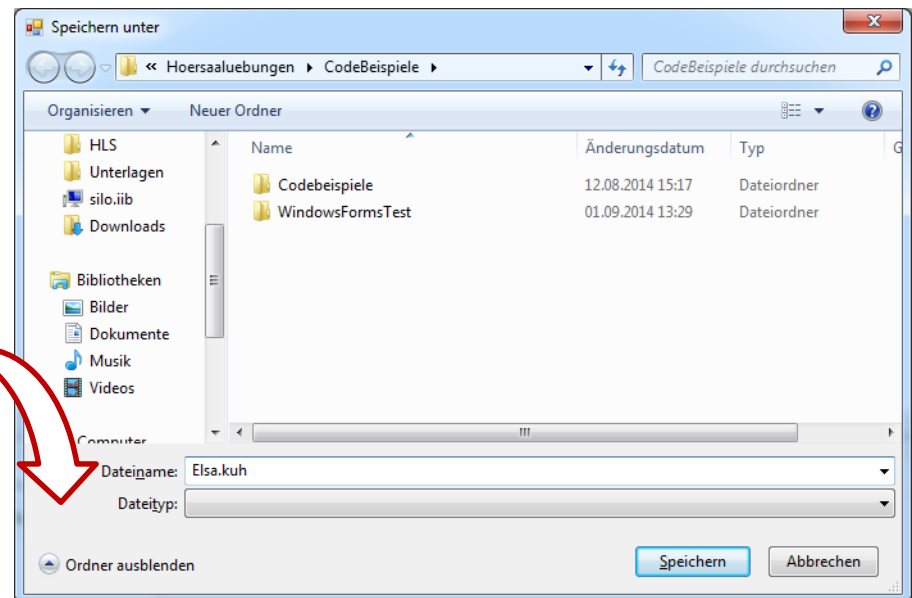 Speichern unter
« Hoersaaluebungen ▸ CodeBeispiele ▸ CodeBeispiele durchsuchen
Organisieren Neuer Ordner
Name Änderungsdatum Typ G
HLS
Unterlagen
silo.iib
Downloads
Bibliotheken
Bilder
Dokumente
Musik
Videos
Computer
Codebeispiele 12.08.2014 15:17 Dateiordner
WindowsFormsTest 01.09.2014 13:29 Dateiordner
Dateiname: Elsa.kuh
Dateityp:
Ordner ausblenden Speichern Abbrechen